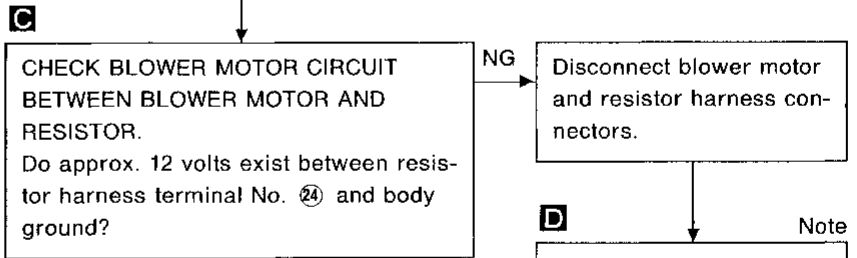 C
CHECK BLOWER MOTOR CIRCUIT
BETWEEN BLOWER MOTOR AND
RESISTOR.
Do approx. 12 volts exist between resis-
tor harness terminal No. ㉔ and body
ground?
NG
Disconnect blower motor
and resistor harness con-
nectors.
D
Note